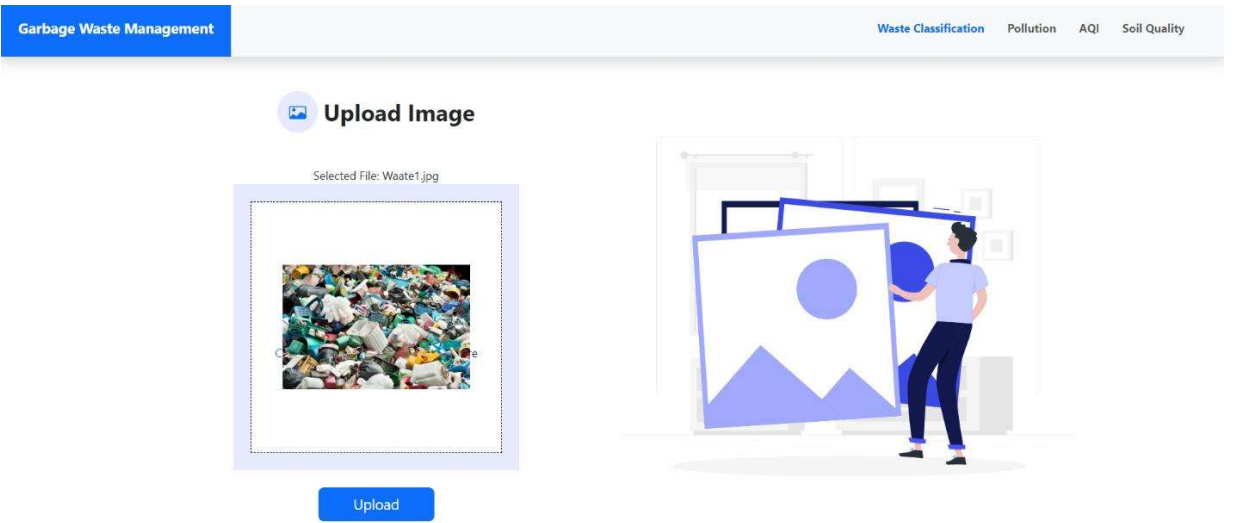 Garbage Waste Management
Waste Classification Pollution AQI Soil Quality
Upload Image
Selected File: Waate1.jpg
Upload